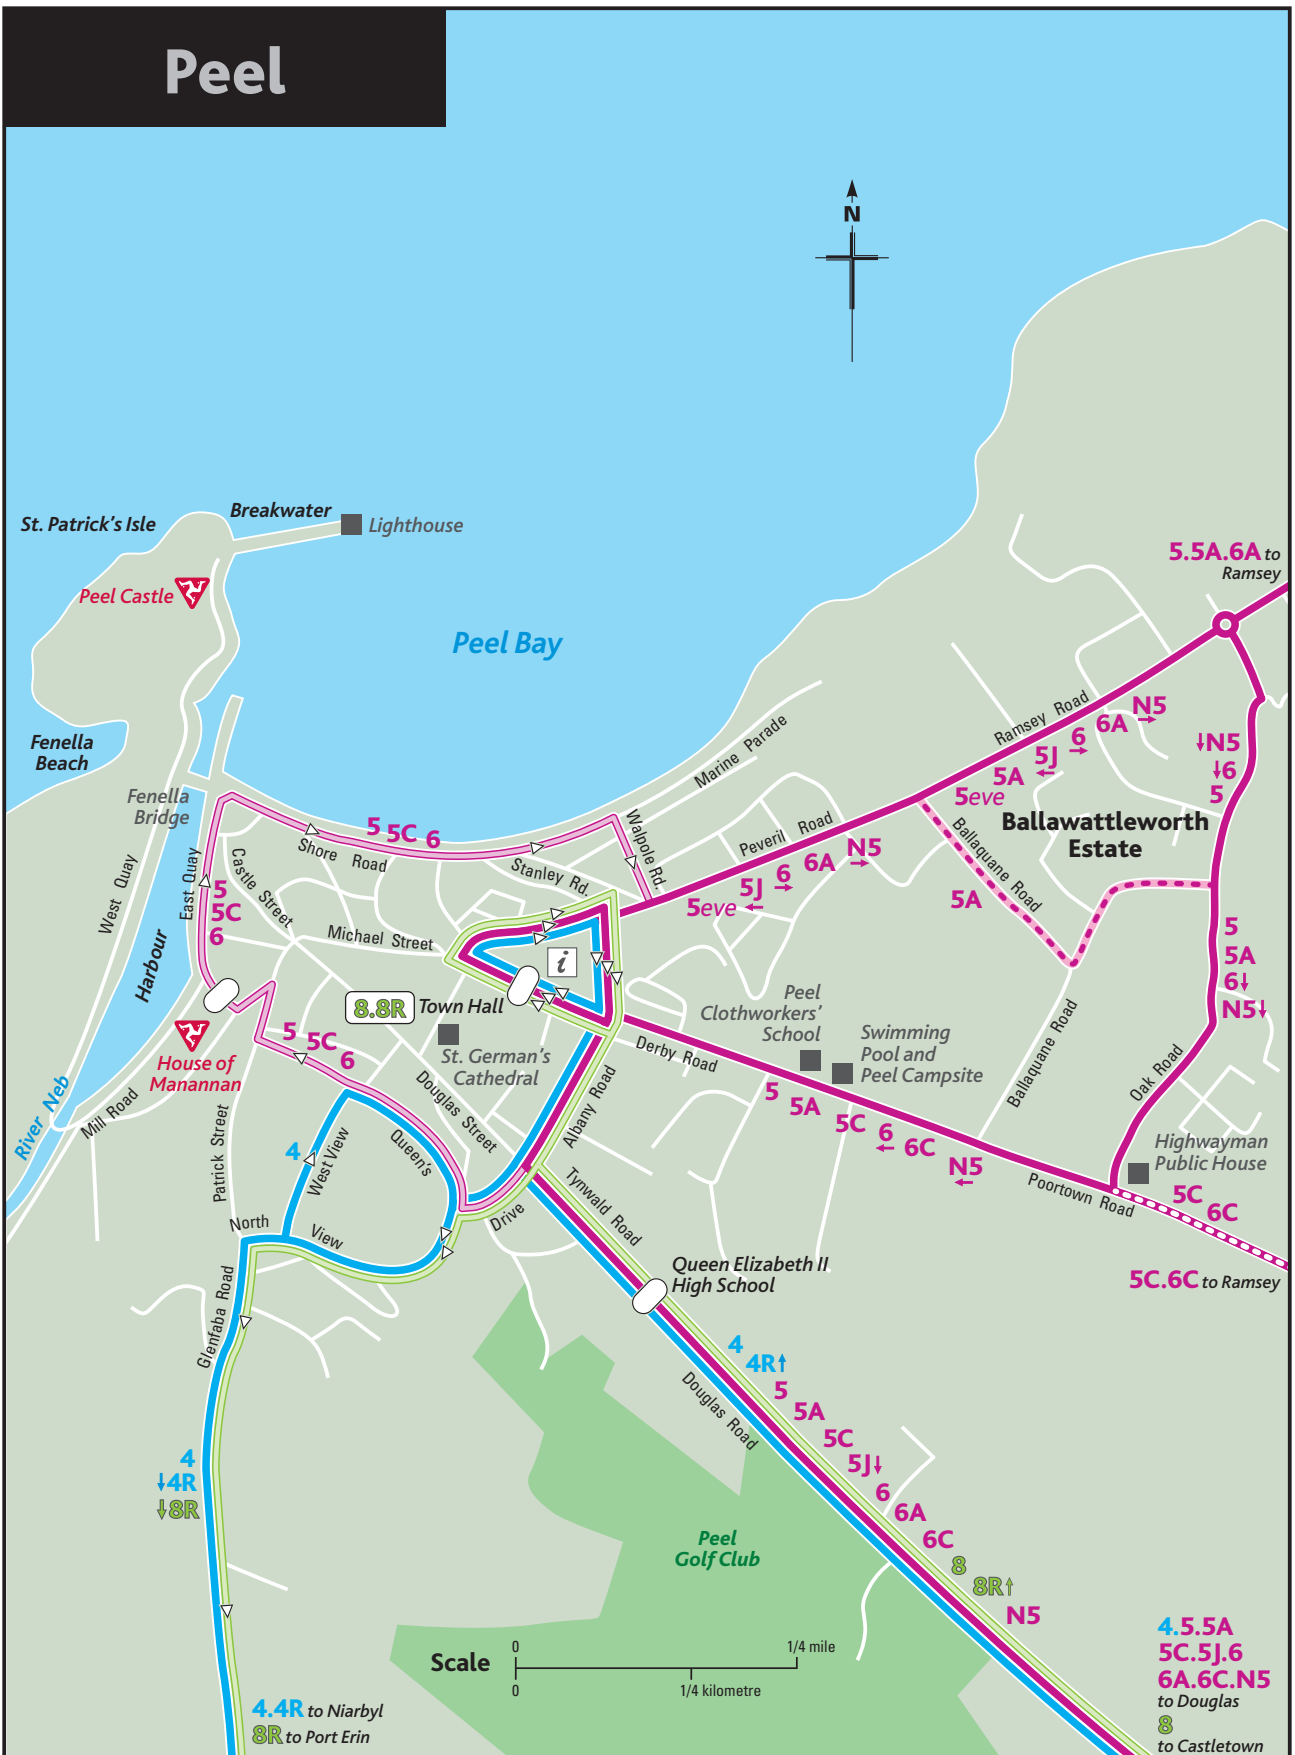 Peel
N
St. Patrick's Isle
Breakwater
Lighthouse
Peel Castle
Peel Bay
5.5A.6A to
Ramsey
Fenella
Beach
Fenella
Bridge
Marine Parade
Ramsey Road
N5
6A
6
5J
5A
5eve
N5
6
5
Ballawattleworth
Estate
5 5C 6
Shore Road
Stanley Rd.
Walpole Rd.
Peveril Road
N5
6A
6
5J
5eve
Ballaquane Road
5A
West Quay
East Quay
Castle Street
5
5C
6
Michael Street
Harbour
i
8.8R
Town Hall
St. German's
Cathedral
Peel
Clothworkers'
School
Swimming
Pool and
Peel Campsite
5
5A
6
N5
House of
Manannan
5
5C
6
River Neb
Mill Road
Patrick Street
Douglas Street
Derby Road
Albany Road
5
5A
5C
6
6C
N5
Ballaquane Road
Oak Road
Highwayman
Public House
Poortown Road
5C
6C
5C.6C to Ramsey
4
West View
Queen's
Drive
North
View
Tynwald Road
Queen Elizabeth II
High School
Glenfaba Road
Douglas Road
4
4R
5
5A
5C
5J
6
6A
6C
8
8R
N5
4
4R
8R
Peel
Golf Club
Scale
0
1/4 mile
0
1/4 kilometre
4.4R to Niarbyl
8R to Port Erin
4.5.5A
5C.5J.6
6A.6C.N5
to Douglas
8
to Castletown